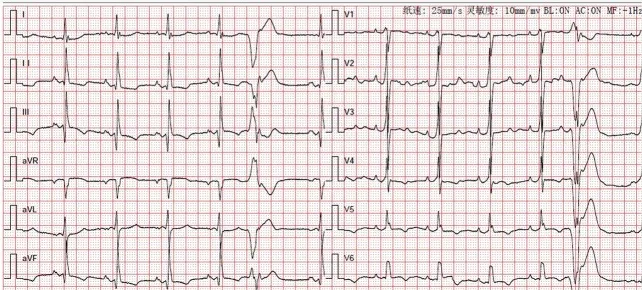 I
II
III
aVR
aVL
aVF
V1
纸速: 25mm/s 灵敏度: 10mm/mv BL:ON AC:ON MF:-1Hz
V2
V3
V4
V5
V6